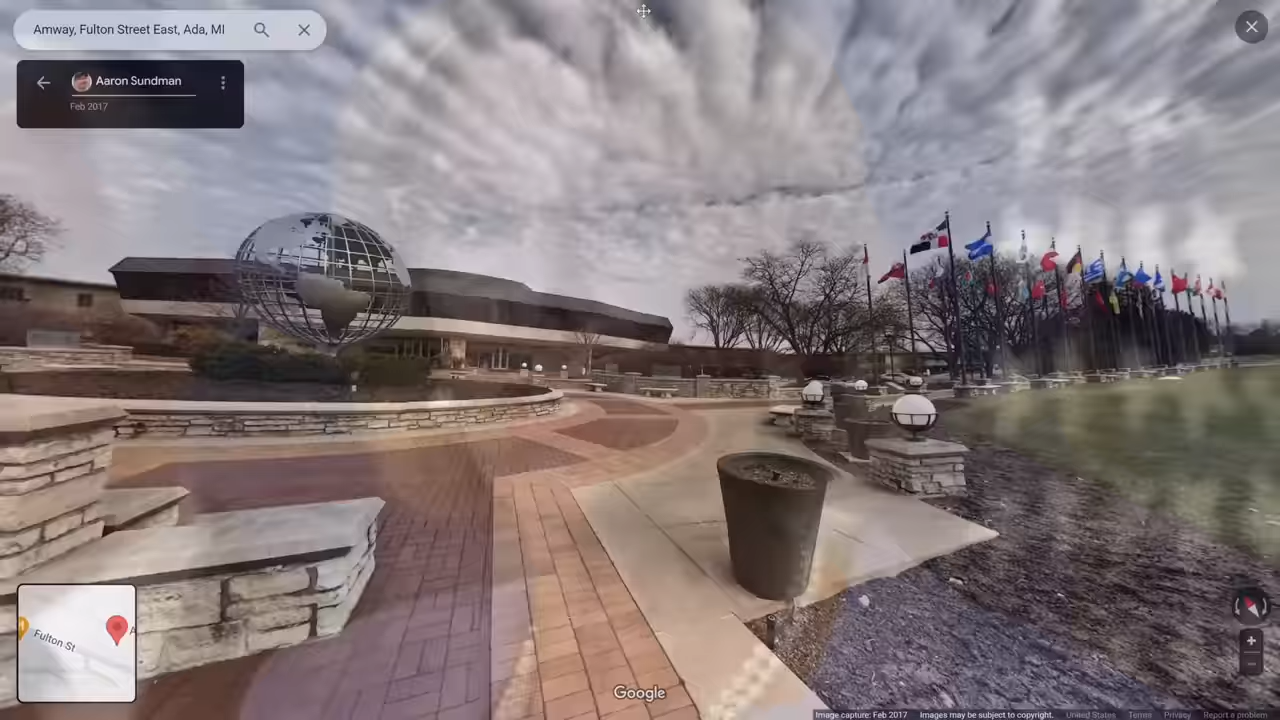 Amway, Fulton Street East, Ada, MI
Aaron Sundman
Feb 2017
Fulton St
A
Google
Image capture: Feb 2017 Images may be subject to copyright. United States Terms Privacy Report a problem